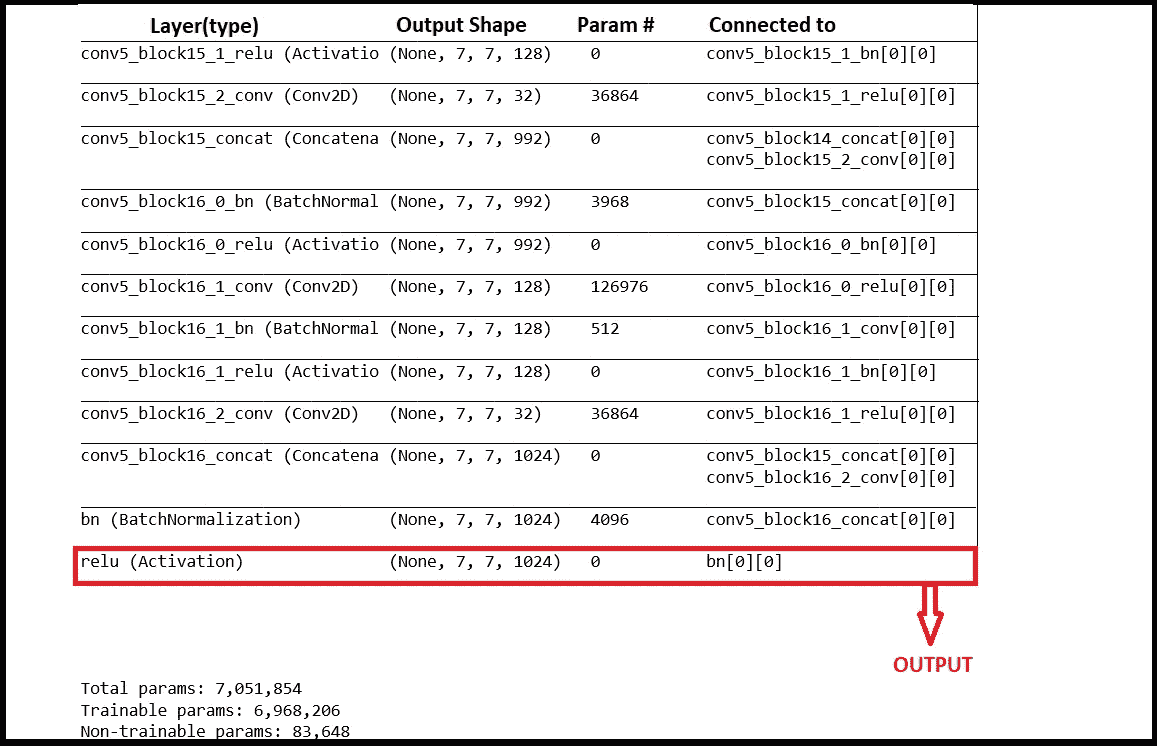 Layer(type) Output Shape Param # Connected to
conv5_block15_1_relu (Activatio (None, 7, 7, 128) 0 conv5_block15_1_bn[0][0]
conv5_block15_2_conv (Conv2D) (None, 7, 7, 32) 36864 conv5_block15_1_relu[0][0]
conv5_block15_concat (Concatena (None, 7, 7, 992) 0 conv5_block14_concat[0][0]
conv5_block15_2_conv[0][0]
conv5_block16_0_bn (BatchNormal (None, 7, 7, 992) 3968 conv5_block15_concat[0][0]
conv5_block16_0_relu (Activatio (None, 7, 7, 992) 0 conv5_block16_0_bn[0][0]
conv5_block16_1_conv (Conv2D) (None, 7, 7, 128) 126976 conv5_block16_0_relu[0][0]
conv5_block16_1_bn (BatchNormal (None, 7, 7, 128) 512 conv5_block16_1_conv[0][0]
conv5_block16_1_relu (Activatio (None, 7, 7, 128) 0 conv5_block16_1_bn[0][0]
conv5_block16_2_conv (Conv2D) (None, 7, 7, 32) 36864 conv5_block16_1_relu[0][0]
conv5_block16_concat (Concatena (None, 7, 7, 1024) 0 conv5_block15_concat[0][0]
conv5_block16_2_conv[0][0]
bn (BatchNormalization) (None, 7, 7, 1024) 4096 conv5_block16_concat[0][0]
relu (Activation) (None, 7, 7, 1024) 0 bn[0][0]
OUTPUT
Total params: 7,051,854
Trainable params: 6,968,206
Non-trainable params: 83,648